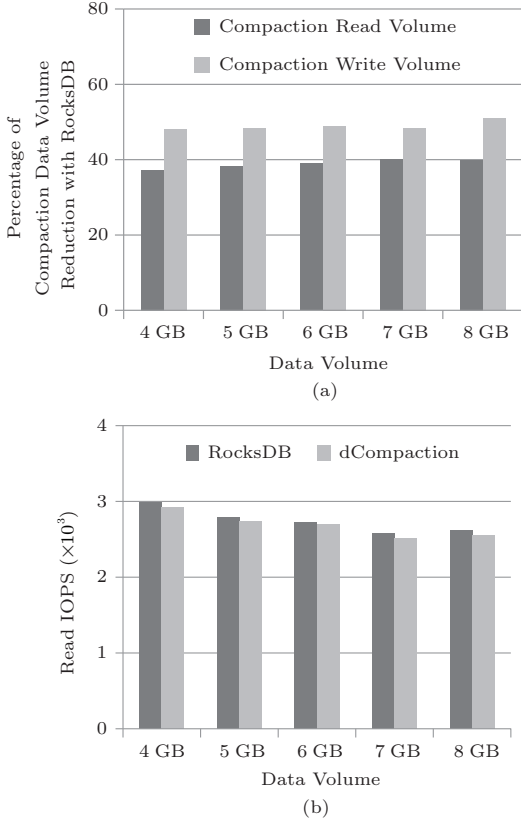 Percentage of
Compaction Data Volume
Reduction with RocksDB
80
60
40
20
0
Compaction Read Volume
Compaction Write Volume
4 GB 5 GB 6 GB 7 GB 8 GB
Data Volume
(a)
Read IOPS (×10³)
4
3
2
1
0
RocksDB dCompaction
4 GB 5 GB 6 GB 7 GB 8 GB
Data Volume
(b)